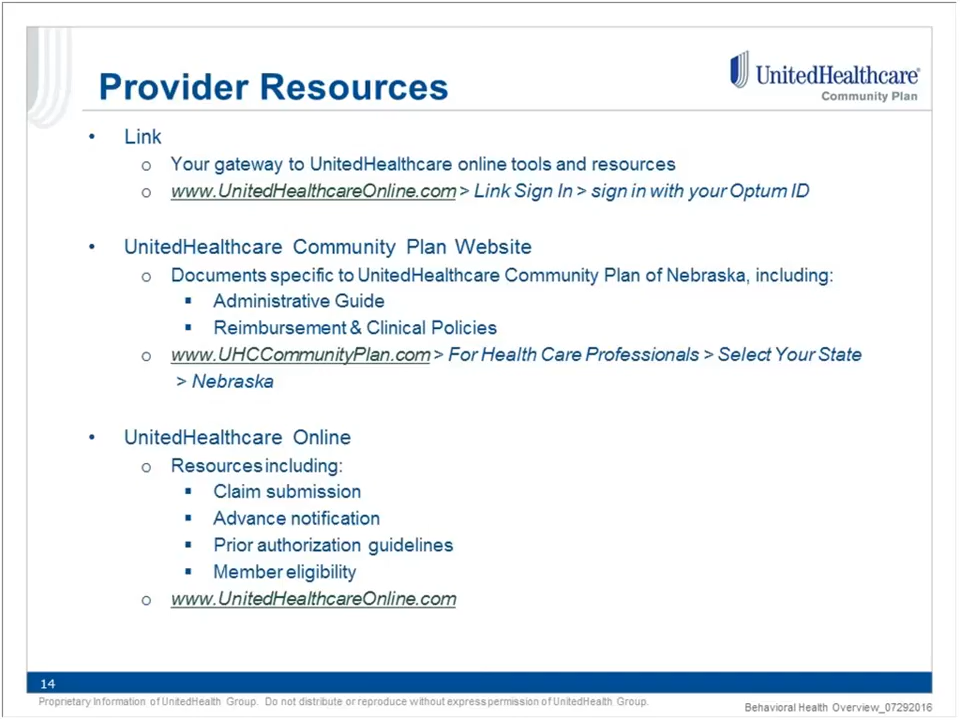 Provider Resources
UnitedHealthcare®
Community Plan
• Link
o Your gateway to UnitedHealthcare online tools and resources
o www.UnitedHealthcareOnline.com > Link Sign In > sign in with your Optum ID
• UnitedHealthcare Community Plan Website
o Documents specific to UnitedHealthcare Community Plan of Nebraska, including:
▪ Administrative Guide
▪ Reimbursement & Clinical Policies
o www.UHCCommunityPlan.com > For Health Care Professionals > Select Your State
> Nebraska
• UnitedHealthcare Online
o Resources including:
▪ Claim submission
▪ Advance notification
▪ Prior authorization guidelines
▪ Member eligibility
o www.UnitedHealthcareOnline.com
14
Proprietary Information of UnitedHealth Group. Do not distribute or reproduce without express permission of UnitedHealth Group.
Behavioral Health Overview_07292016